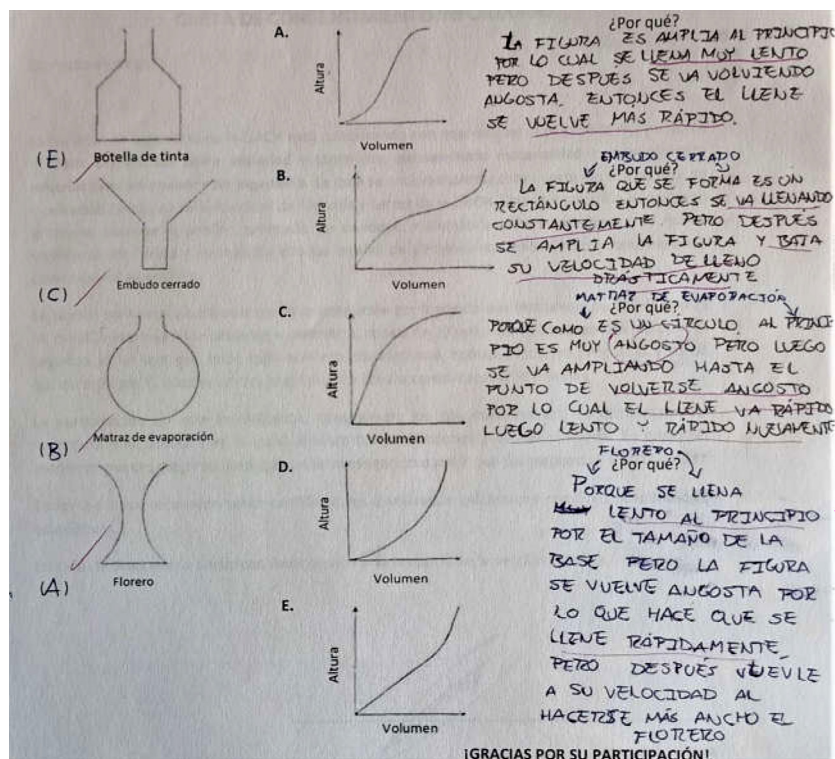 ¿Por qué?
A.
LA FIGURA ES AMPLIA AL PRINCIPIO
POR LO CUAL SE LLENA MUY LENTO
PERO DESPUES SE VA VOLVIENDO
ANGOSTA. ENTONCES EL LLENE
SE VUELVE MAS RÁPIDO.
Altura
Volumen
(E)
Botella de tinta
B.
EMBUDO CERRADO
¿Por qué?
LA FIGURA QUE SE FORMA ES UN
RECTÁNGULO ENTONCES SE VA LLENANDO
CONSTANTEMENTE PERO DESPUÉS
SE AMPLIA LA FIGURA Y BAJA
SU VELOCIDAD DE LLENO
DRÁSTICAMENTE
Altura
Volumen
(C)
Embudo cerrado
C.
MATRAZ DE EVAPORACIÓN
¿Por qué?
PORQUE COMO ES UN CIRCULO AL PRINCI-
PIO ES MUY ANGOSTO PERO LUEGO
SE VA AMPLIANDO HASTA EL
PUNTO DE VOLVERSE ANGOSTO
POR LO CUAL EL LLENE VA RÁPIDO
LUEGO LENTO Y RÁPIDO NUEVAMENTE
Altura
Volumen
(B)
Matraz de evaporación
D.
FLORERO
¿Por qué?
PORQUE SE LLENA
LENTO AL PRINCIPIO
POR EL TAMAÑO DE LA
BASE PERO LA FIGURA
SE VUELVE ANGOSTA POR
LO QUE HACE QUE SE
LLENE RÁPIDAMENTE,
PERO DESPUÉS VUEVLE
A SU VELOCIDAD AL
HACERSE MÁS ANCHO EL
FLORERO
Altura
Volumen
(A)
Florero
E.
Altura
Volumen
¡GRACIAS POR SU PARTICIPACIÓN!